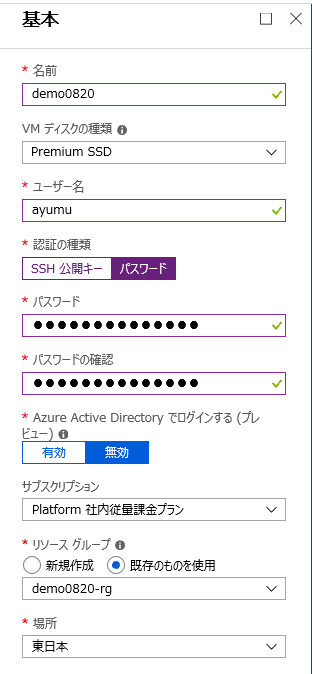 基本
* 名前
demo0820
VM ディスクの種類
Premium SSD
* ユーザー名
ayumu
* 認証の種類
SSH 公開キー パスワード
* パスワード
●●●●●●●●●●●●●●
* パスワードの確認
●●●●●●●●●●●●●●
* Azure Active Directory でログインする (プレ
ビュー)
有効 無効
サブスクリプション
Platform 社内従量課金プラン
* リソース グループ
新規作成 既存のものを使用
demo0820-rg
* 場所
東日本